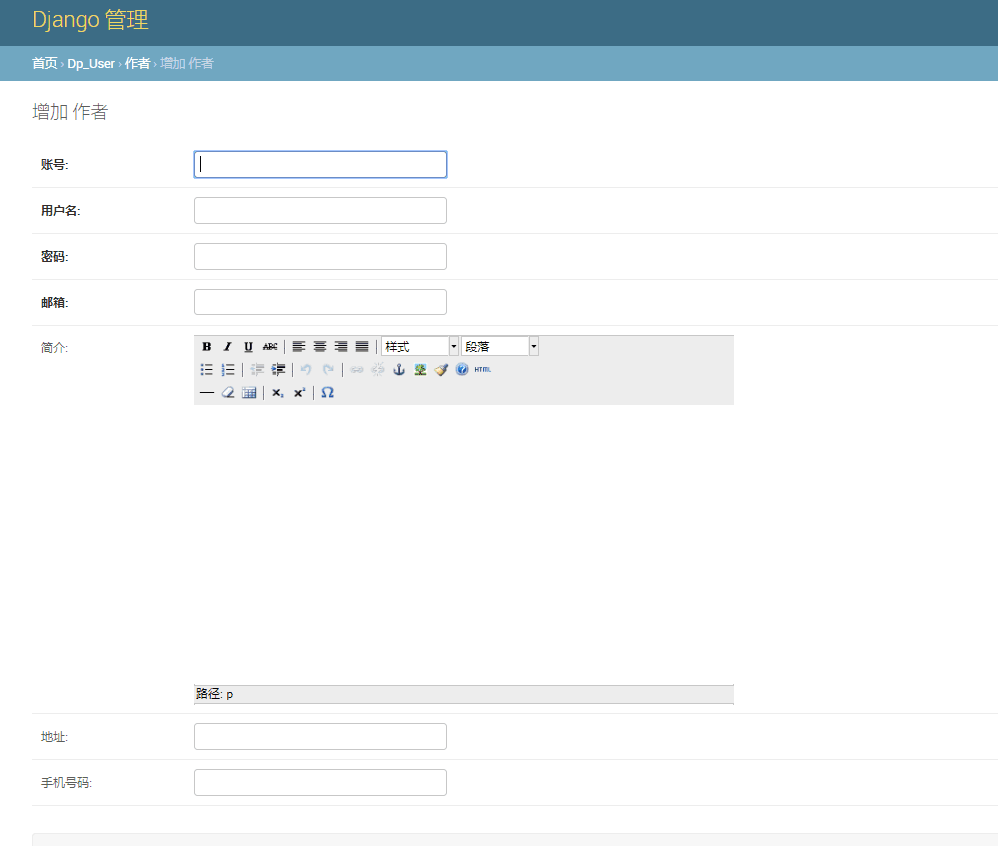 Django 管理
首页 › Dp_User › 作者 › 增加 作者
增加 作者
账号:
用户名:
密码:
邮箱:
简介:
B I U ABC 样式 段落
HTML
x₂ x² Ω
路径: p
地址:
手机号码: